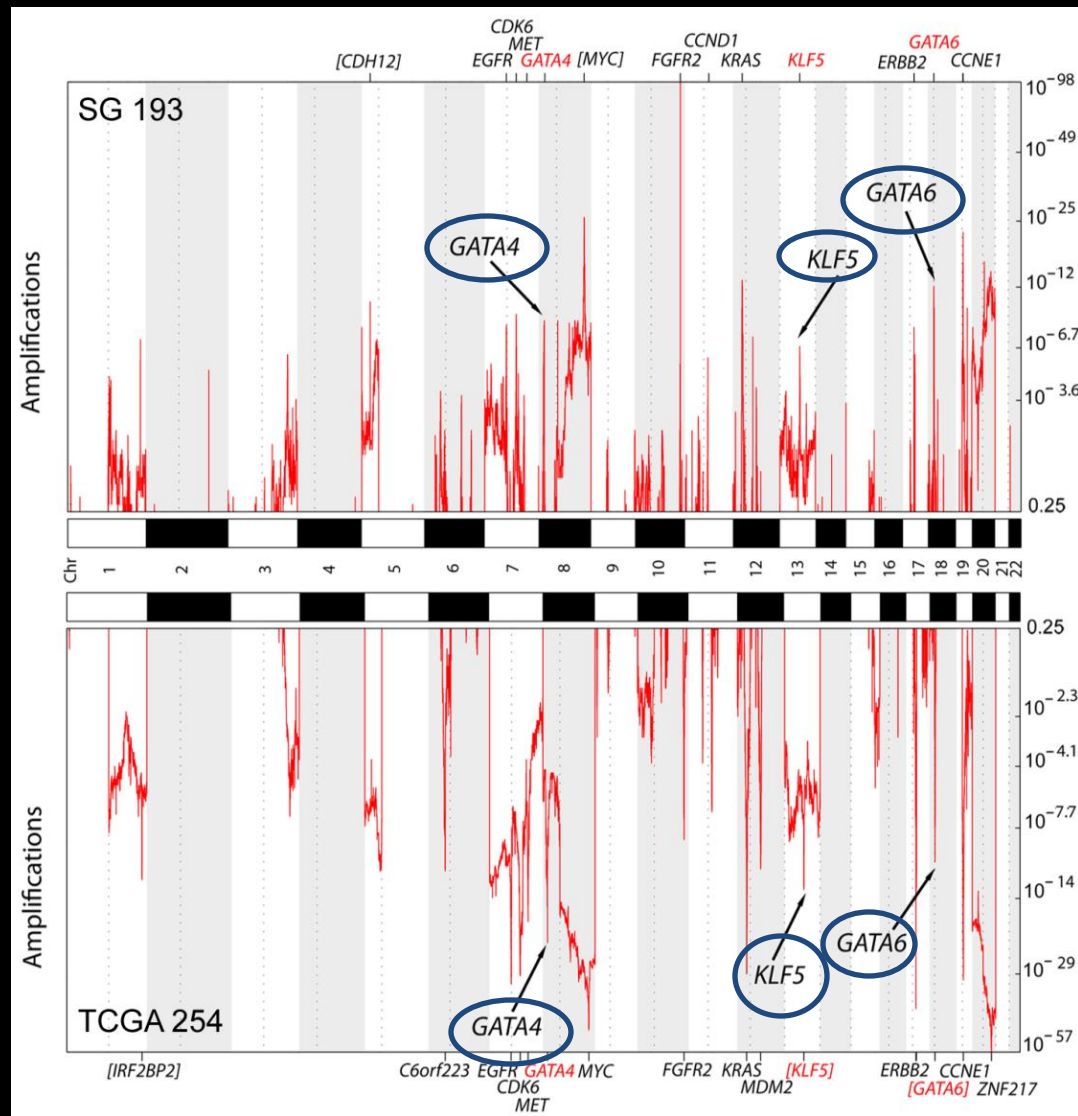 CDK6
MET
CCND1
GATA6
[CDH12] EGFR GATA4 [MYC] FGFR2 KRAS KLF5 ERBB2 CCNE1
SG 193
10-98
10-49
10-25
10-12
10-6.7
10-3.6
0.25
Amplifications
GATA4
KLF5
GATA6
Chr 1 2 3 4 5 6 7 8 9 10 11 12 13 14 15 16 17 18 19 20 21 22
0.25
10-2.3
10-4.1
10-7.7
10-14
10-29
10-57
Amplifications
GATA4
KLF5
GATA6
TCGA 254
[IRF2BP2] C6orf223 EGFR GATA4 MYC FGFR2 KRAS [KLF5] ERBB2 CCNE1
CDK6 MDM2 [GATA6] ZNF217
MET